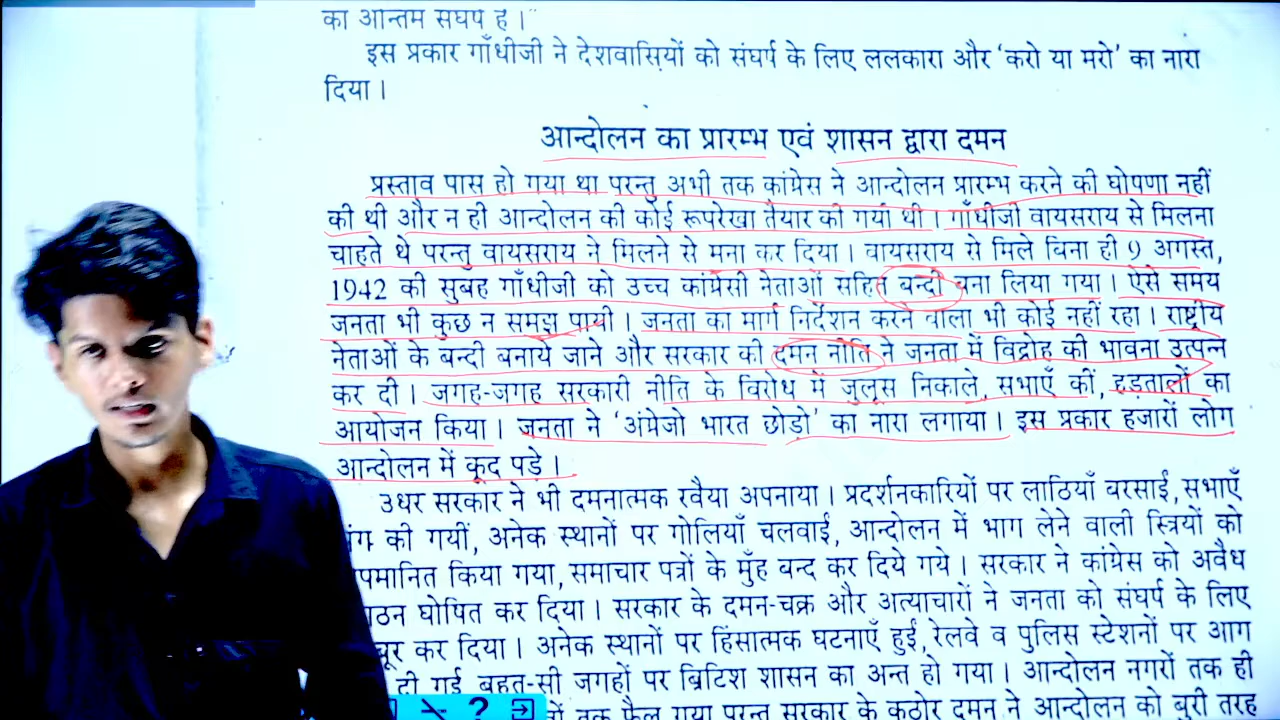 का अन्तिम संघर्ष है।"
इस प्रकार गाँधीजी ने देशवासियों को संघर्ष के लिए ललकारा और 'करो या मरो' का नारा
दिया।
आन्दोलन का प्रारम्भ एवं शासन द्वारा दमन
प्रस्ताव पास हो गया था परन्तु अभी तक कांग्रेस ने आन्दोलन प्रारम्भ करने की घोषणा नहीं
की थी और न ही आन्दोलन की कोई रूपरेखा तैयार की गयी थी। गाँधीजी वायसराय से मिलना
चाहते थे परन्तु वायसराय ने मिलने से मना कर दिया। वायसराय से मिले बिना ही 9 अगस्त,
1942 की सुबह गाँधीजी को उच्च कांग्रेसी नेताओं सहित बन्दी बना लिया गया। ऐसे समय
जनता भी कुछ न समझ पायी। जनता का मार्ग निर्देशन करने वाला भी कोई नहीं रहा। राष्ट्रीय
नेताओं के बन्दी बनाये जाने और सरकार की दमन नीति ने जनता में विद्रोह की भावना उत्पन्न
कर दी। जगह-जगह सरकारी नीति के विरोध में जुलूस निकाले, सभाएँ कीं, हड़तालों का
आयोजन किया। जनता ने 'अंग्रेजो भारत छोड़ो' का नारा लगाया। इस प्रकार हजारों लोग
आन्दोलन में कूद पड़े।
उधर सरकार ने भी दमनात्मक रवैया अपनाया। प्रदर्शनकारियों पर लाठियाँ बरसाईं, सभाएँ
की गयीं, अनेक स्थानों पर गोलियाँ चलवाईं, आन्दोलन में भाग लेने वाली स्त्रियों को
पमानित किया गया, समाचार पत्रों के मुँह बन्द कर दिये गये। सरकार ने कांग्रेस को अवैध
गठन घोषित कर दिया। सरकार के दमन-चक्र और अत्याचारों ने जनता को संघर्ष के लिए
बूर कर दिया। अनेक स्थानों पर हिंसात्मक घटनाएँ हुईं, रेलवे व पुलिस स्टेशनों पर आग
दी गई, बहुत-सी जगहों पर ब्रिटिश शासन का अन्त हो गया। आन्दोलन नगरों तक ही
तक फैल गया परन्तु सरकार के कठोर दमन ने आन्दोलन को बुरी तरह